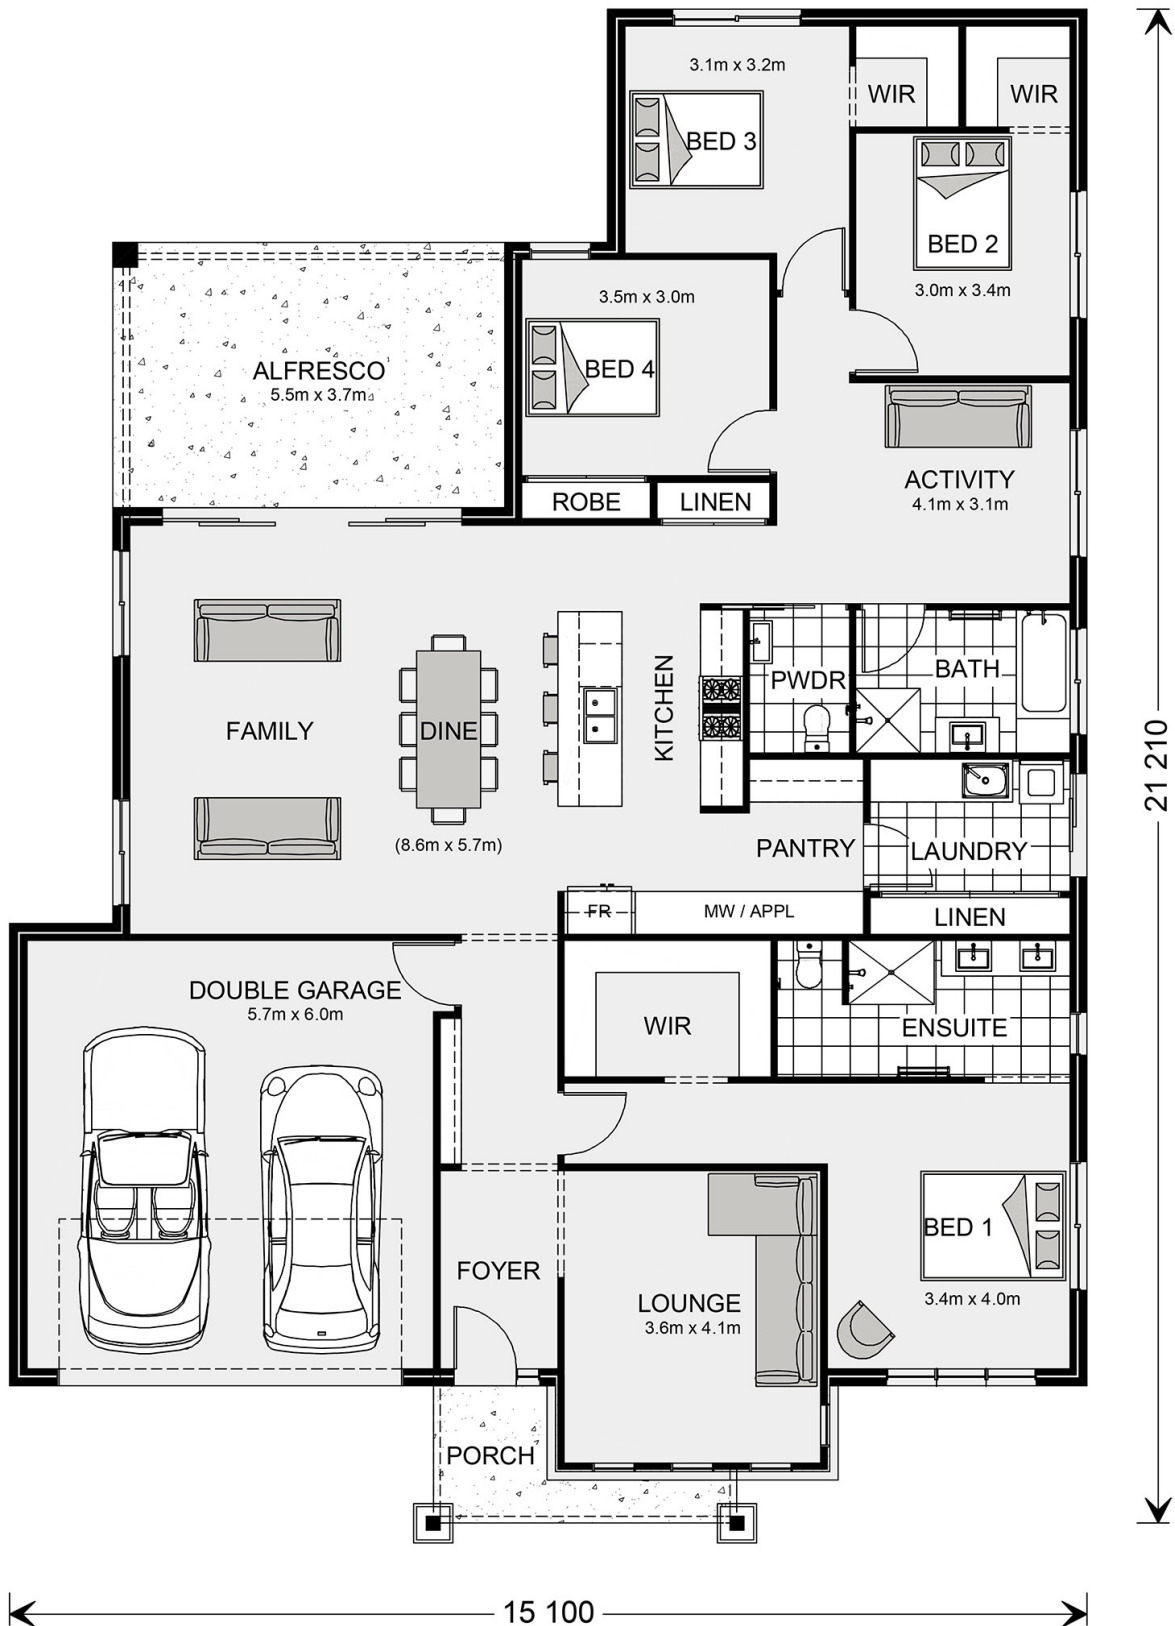 3.1m x 3.2m
WIR
WIR
BED 3
BED 2
3.0m x 3.4m
3.5m x 3.0m
BED 4
ALFRESCO
5.5m x 3.7m
ROBE
LINEN
ACTIVITY
4.1m x 3.1m
FAMILY
DINE
(8.6m x 5.7m)
KITCHEN
PWDR
BATH
PANTRY
LAUNDRY
FR
MW / APPL
LINEN
DOUBLE GARAGE
5.7m x 6.0m
WIR
ENSUITE
FOYER
LOUNGE
3.6m x 4.1m
BED 1
3.4m x 4.0m
PORCH
21 210
15 100